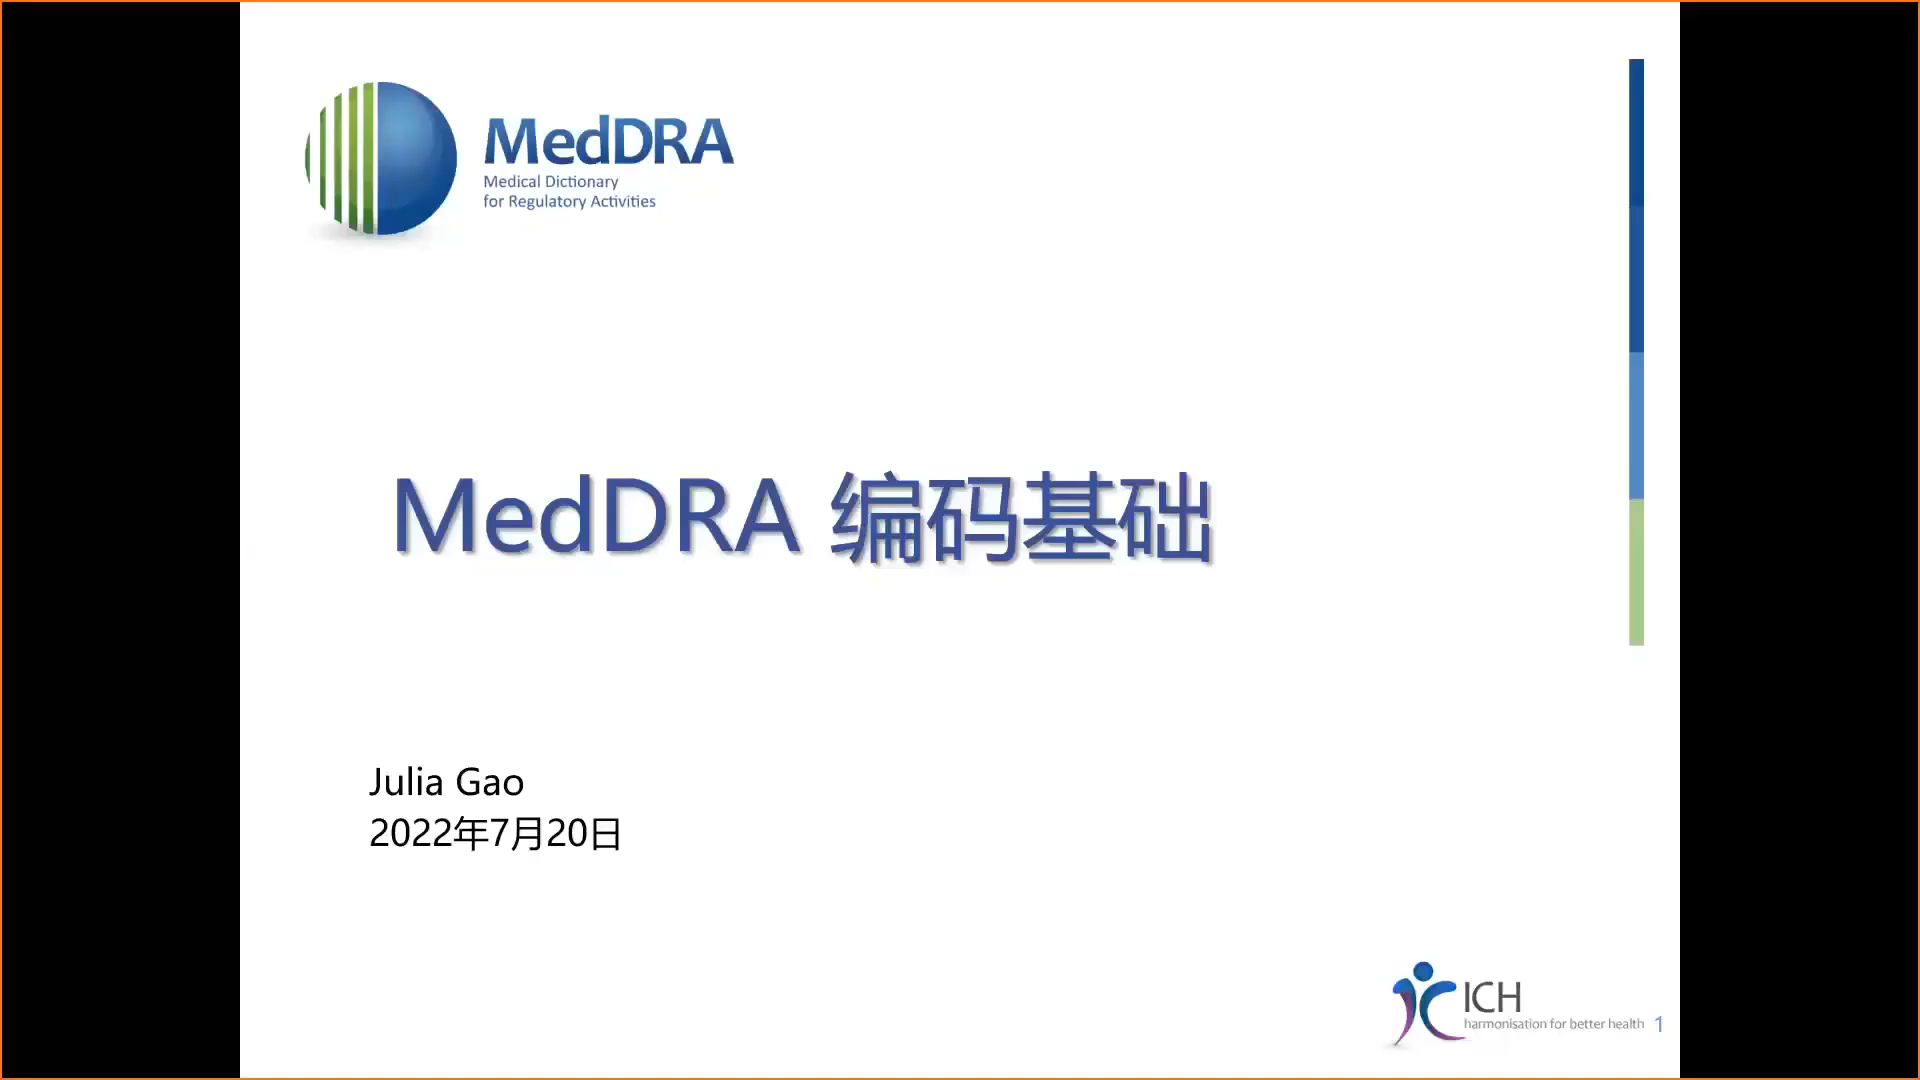 MedDRA
Medical Dictionary
for Regulatory Activities
MedDRA 编码基础
Julia Gao
2022年7月20日
ICH
harmonisation for better health
1